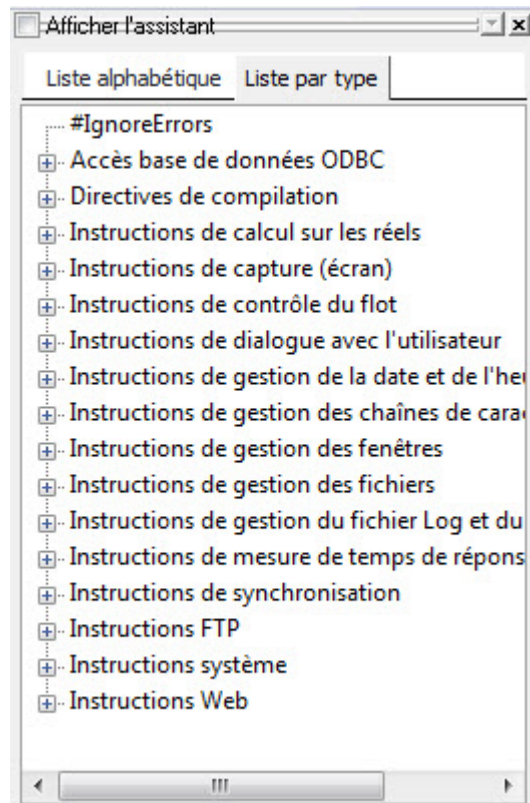 Afficher l'assistant
Liste alphabétique Liste par type
#IgnoreErrors
Accès base de données ODBC
Directives de compilation
Instructions de calcul sur les réels
Instructions de capture (écran)
Instructions de contrôle du flot
Instructions de dialogue avec l'utilisateur
Instructions de gestion de la date et de
Instructions de gestion des chaînes de
Instructions de gestion des fenêtres
Instructions de gestion des fichiers
Instructions de gestion du fichier Log et du
Instructions de mesure de temps de
Instructions de synchronisation
Instructions FTP
Instructions système
Instructions Web